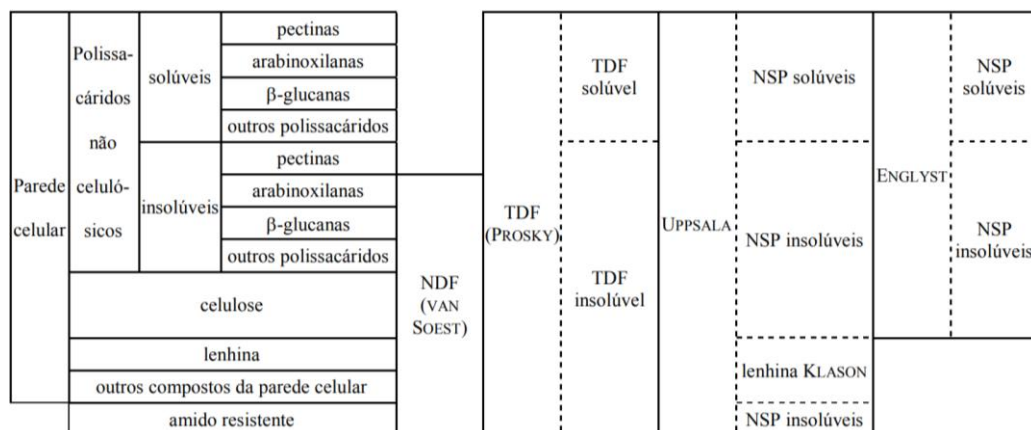 Parede
celular
Polissa-
cáridos
não
celuló-
sicos
solúveis
pectinas
arabinoxilanas
β-glucanas
outros polissacáridos
insolúveis
pectinas
arabinoxilanas
β-glucanas
outros polissacáridos
celulose
lenhina
outros compostos da parede celular
amido resistente
NDF
(VAN
SOEST)
TDF
(PROSKY)
TDF
solúvel
TDF
insolúvel
UPPSALA
NSP solúveis
NSP insolúveis
lenhina KLASON
NSP insolúveis
ENGLYST
NSP
solúveis
NSP
insolúveis